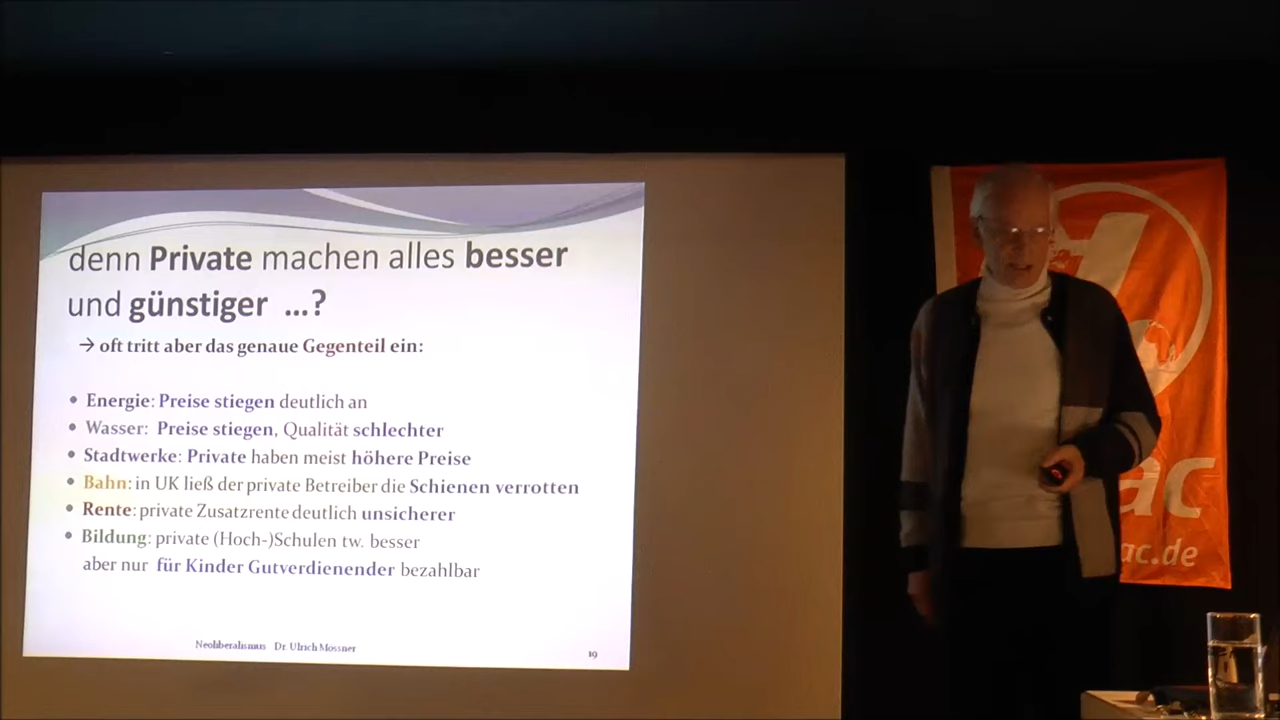 denn Private machen alles besser
und günstiger ...?
→ oft tritt aber das genaue Gegenteil ein:
• Energie: Preise stiegen deutlich an
• Wasser: Preise stiegen, Qualität schlechter
• Stadtwerke: Private haben meist höhere Preise
• Bahn: in UK ließ der private Betreiber die Schienen verrotten
• Rente: private Zusatzrente deutlich unsicherer
• Bildung: private (Hoch-)Schulen tw. besser
aber nur für Kinder Gutverdienender bezahlbar
Neoliberalismus Dr. Ulrich Mössner
19
ac
ac.de